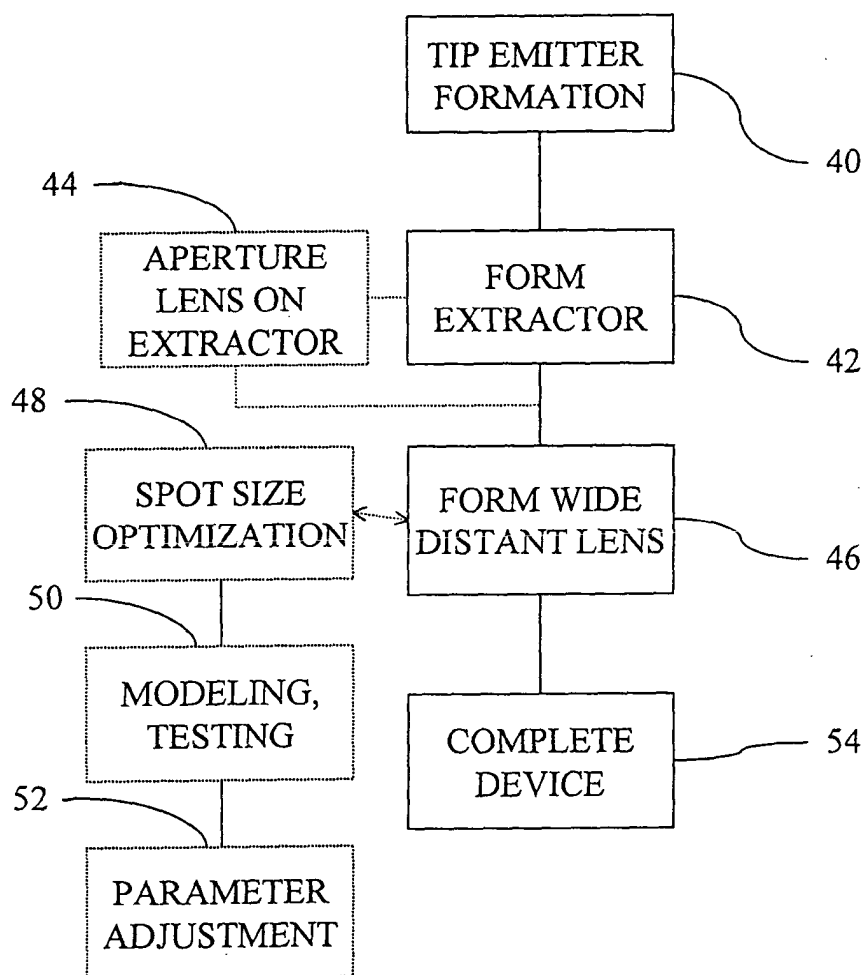 TIP EMITTER
FORMATION
40
44
APERTURE
LENS ON
EXTRACTOR
FORM
EXTRACTOR
42
48
SPOT SIZE
OPTIMIZATION
FORM WIDE
DISTANT LENS
46
50
MODELING,
TESTING
COMPLETE
DEVICE
54
52
PARAMETER
ADJUSTMENT